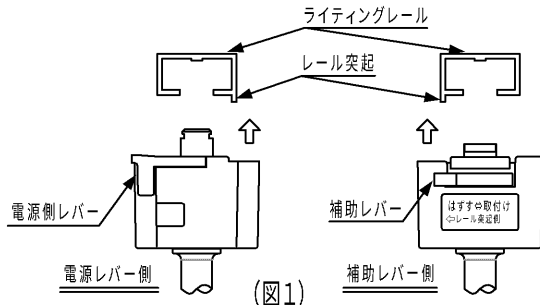 ライティングレール
レール突起
電源側レバー
補助レバー
はずす⇔取付け
⇦レール突起側
電源レバー側
補助レバー側
(図1)